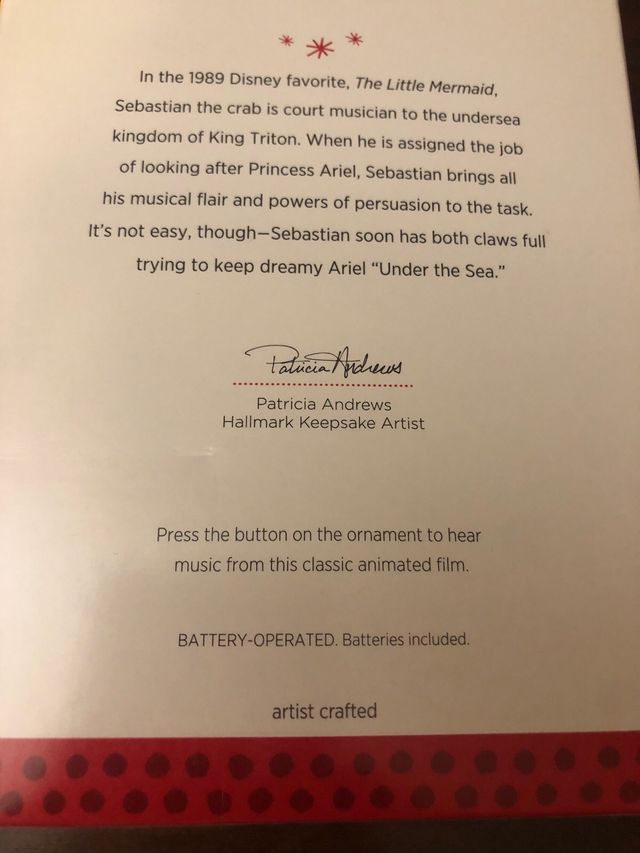 In the 1989 Disney favorite, The Little Mermaid,
Sebastian the crab is court musician to the undersea
kingdom of King Triton. When he is assigned the job
of looking after Princess Ariel, Sebastian brings all
his musical flair and powers of persuasion to the task.
It's not easy, though—Sebastian soon has both claws full
trying to keep dreamy Ariel “Under the Sea.”
Patricia Andrews
Patricia Andrews
Hallmark Keepsake Artist
Press the button on the ornament to hear
music from this classic animated film.
BATTERY-OPERATED. Batteries included.
artist crafted